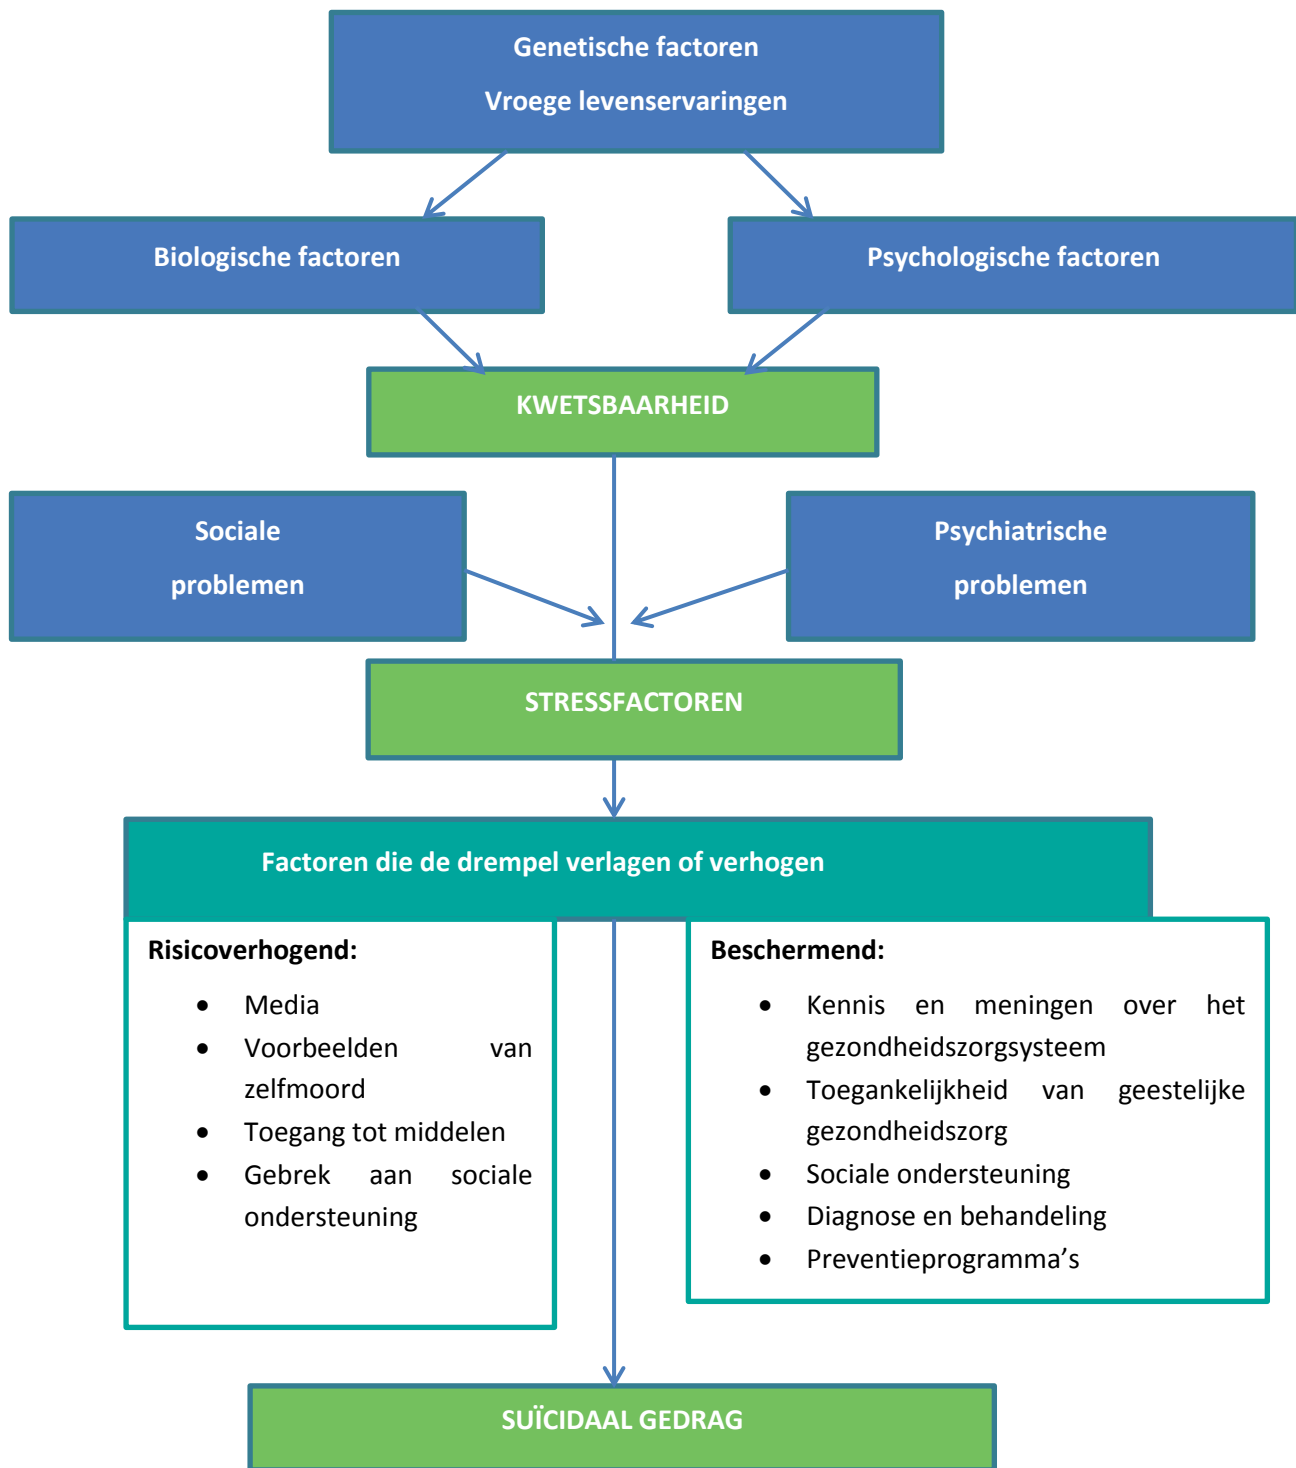 Genetische factoren
Vroege levenservaringen
Biologische factoren
Psychologische factoren
KWETSBAARHEID
Sociale
problemen
Psychiatrische
problemen
STRESSFACTOREN
Factoren die de drempel verlagen of verhogen
Risicoverhogend:
• Media
• Voorbeelden van
zelfmoord
• Toegang tot middelen
• Gebrek aan sociale
ondersteuning
Beschermend:
• Kennis en meningen over het
gezondheidszorgsysteem
• Toegankelijkheid van geestelijke
gezondheidszorg
• Sociale ondersteuning
• Diagnose en behandeling
• Preventieprogramma’s
SUÏCIDAAL GEDRAG